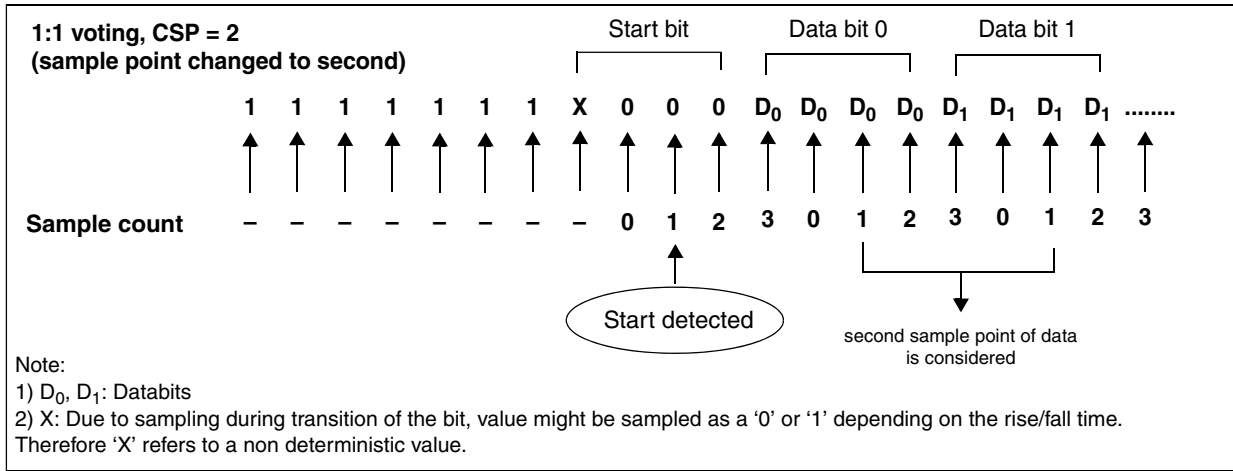 1:1 voting, CSP = 2
(sample point changed to second)
Start bit
Data bit 0
Data bit 1
1 1 1 1 1 1 1 X 0 0 0 D0 D0 D0 D0 D1 D1 D1 D1 ........
Sample count – – – – – – – – 0 1 2 3 0 1 2 3 0 1 2 3
Start detected
second sample point of data
is considered
Note:
1) D0, D1: Databits
2) X: Due to sampling during transition of the bit, value might be sampled as a ‘0’ or ‘1’ depending on the rise/fall time.
Therefore ‘X’ refers to a non deterministic value.